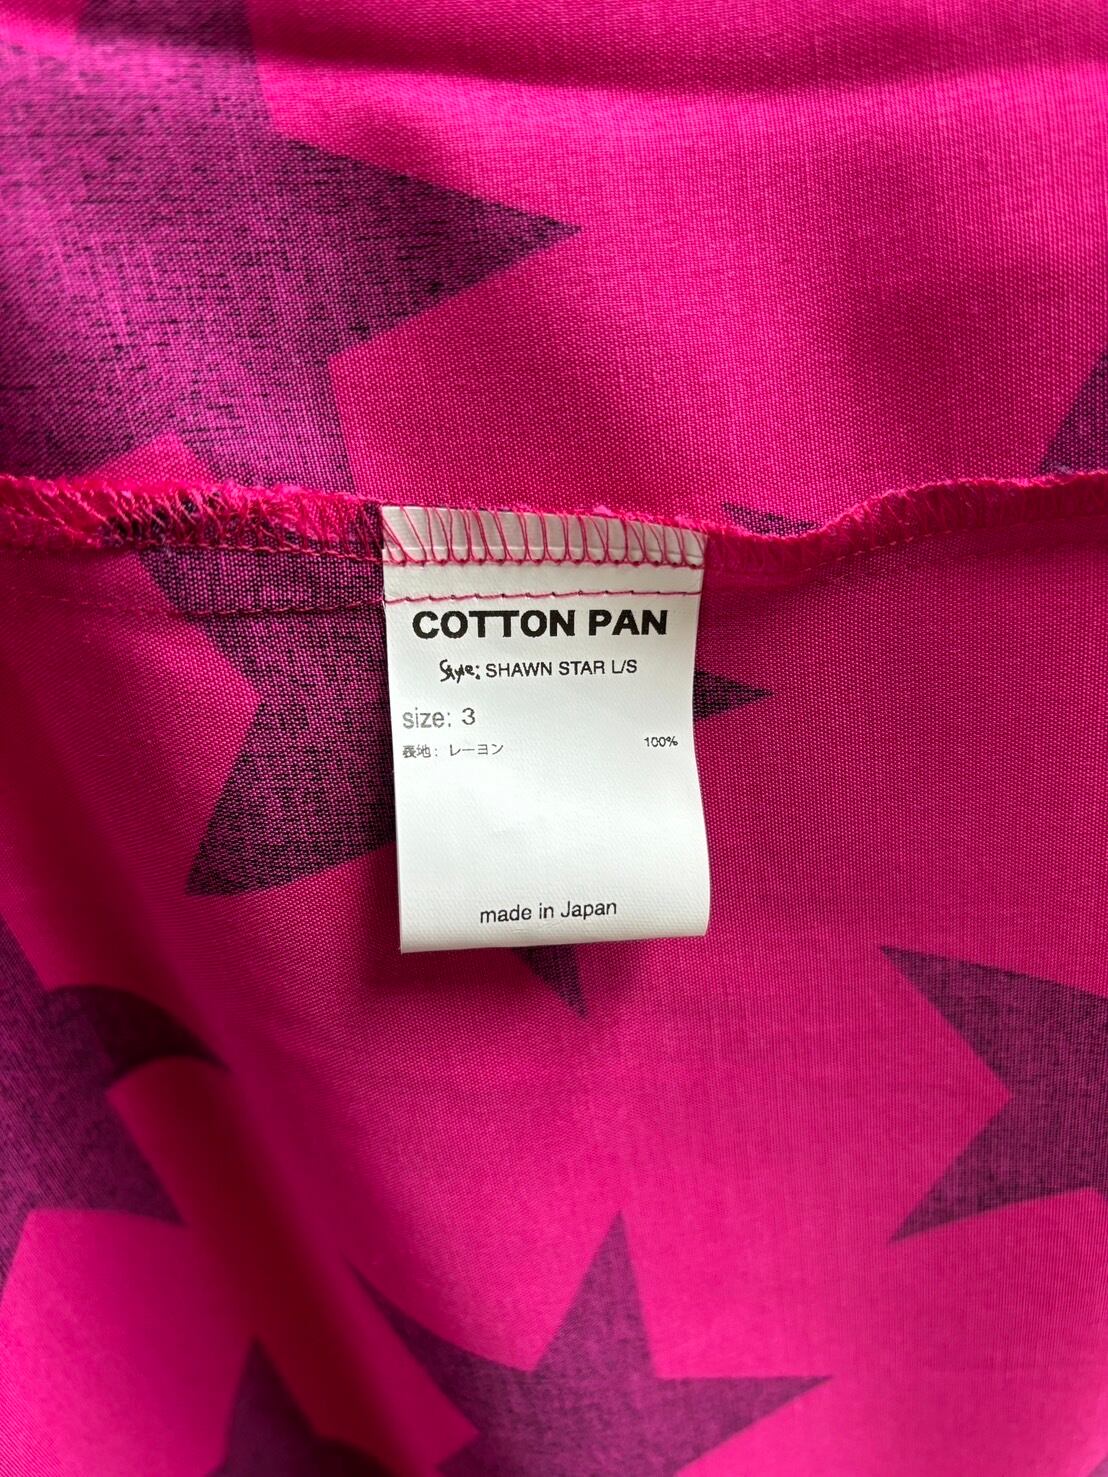 COTTON PAN
Style: SHAWN STAR L/S
size: 3
表地: レーヨン 100%
made in Japan